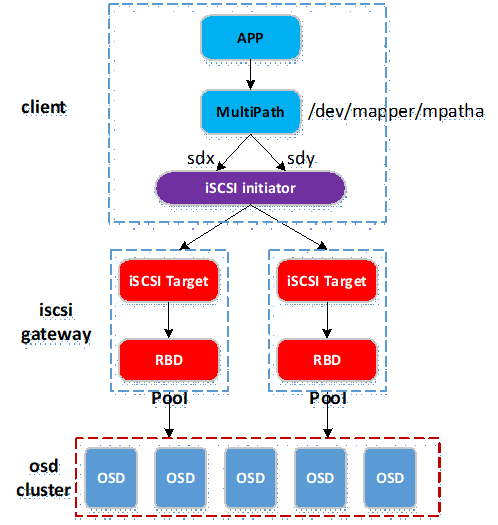 APP
client
MultiPath
/dev/mapper/mpatha
sdx
sdy
iSCSI initiator
iSCSI Target
iSCSI Target
iscsi
gateway
RBD
RBD
Pool
Pool
osd
cluster
OSD
OSD
OSD
OSD
OSD